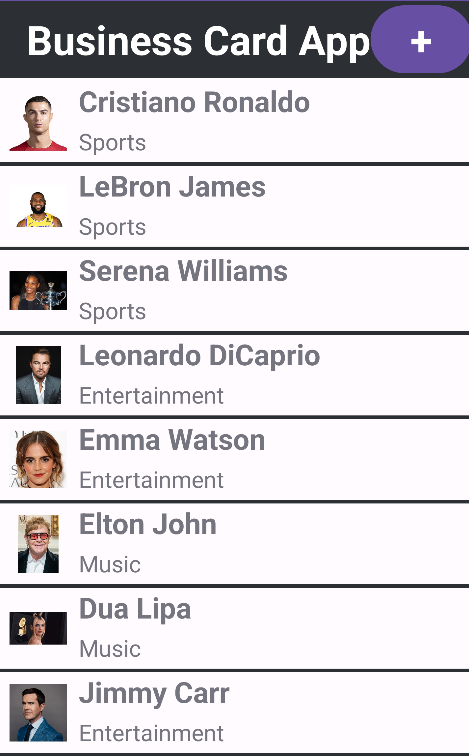 Business Card App +
Cristiano Ronaldo
Sports
LeBron James
Sports
Serena Williams
Sports
Leonardo DiCaprio
Entertainment
Emma Watson
Entertainment
Elton John
Music
Dua Lipa
Music
Jimmy Carr
Entertainment